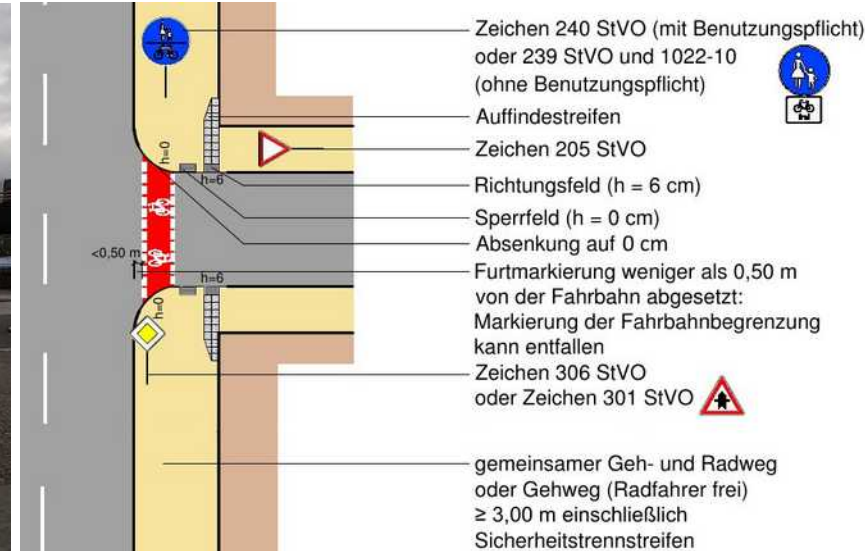 Zeichen 240 StVO (mit Benutzungspflicht)
oder 239 StVO und 1022-10
(ohne Benutzungspflicht)
Auffindestreifen
Zeichen 205 StVO
Richtungsfeld (h = 6 cm)
Sperrfeld (h = 0 cm)
Absenkung auf 0 cm
Furtmarkierung weniger als 0,50 m
von der Fahrbahn abgesetzt:
Markierung der Fahrbahnbegrenzung
kann entfallen
Zeichen 306 StVO
oder Zeichen 301 StVO
gemeinsamer Geh- und Radweg
oder Gehweg (Radfahrer frei)
≥ 3,00 m einschließlich
Sicherheitstrennstreifen
h=0
h=6
<0,50 m
h=6
h=0